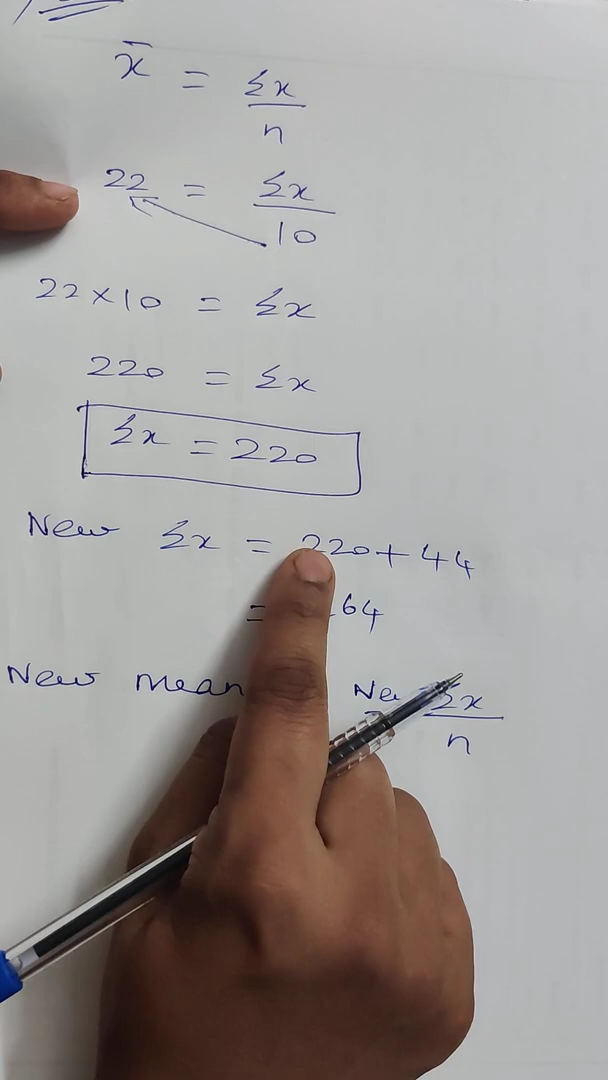 x̄ = Σx / n
22 = Σx / 10
22×10 = Σx
220 = Σx
Σx = 220
New Σx = 220 + 44
= 64
New mean Ne Σx / n